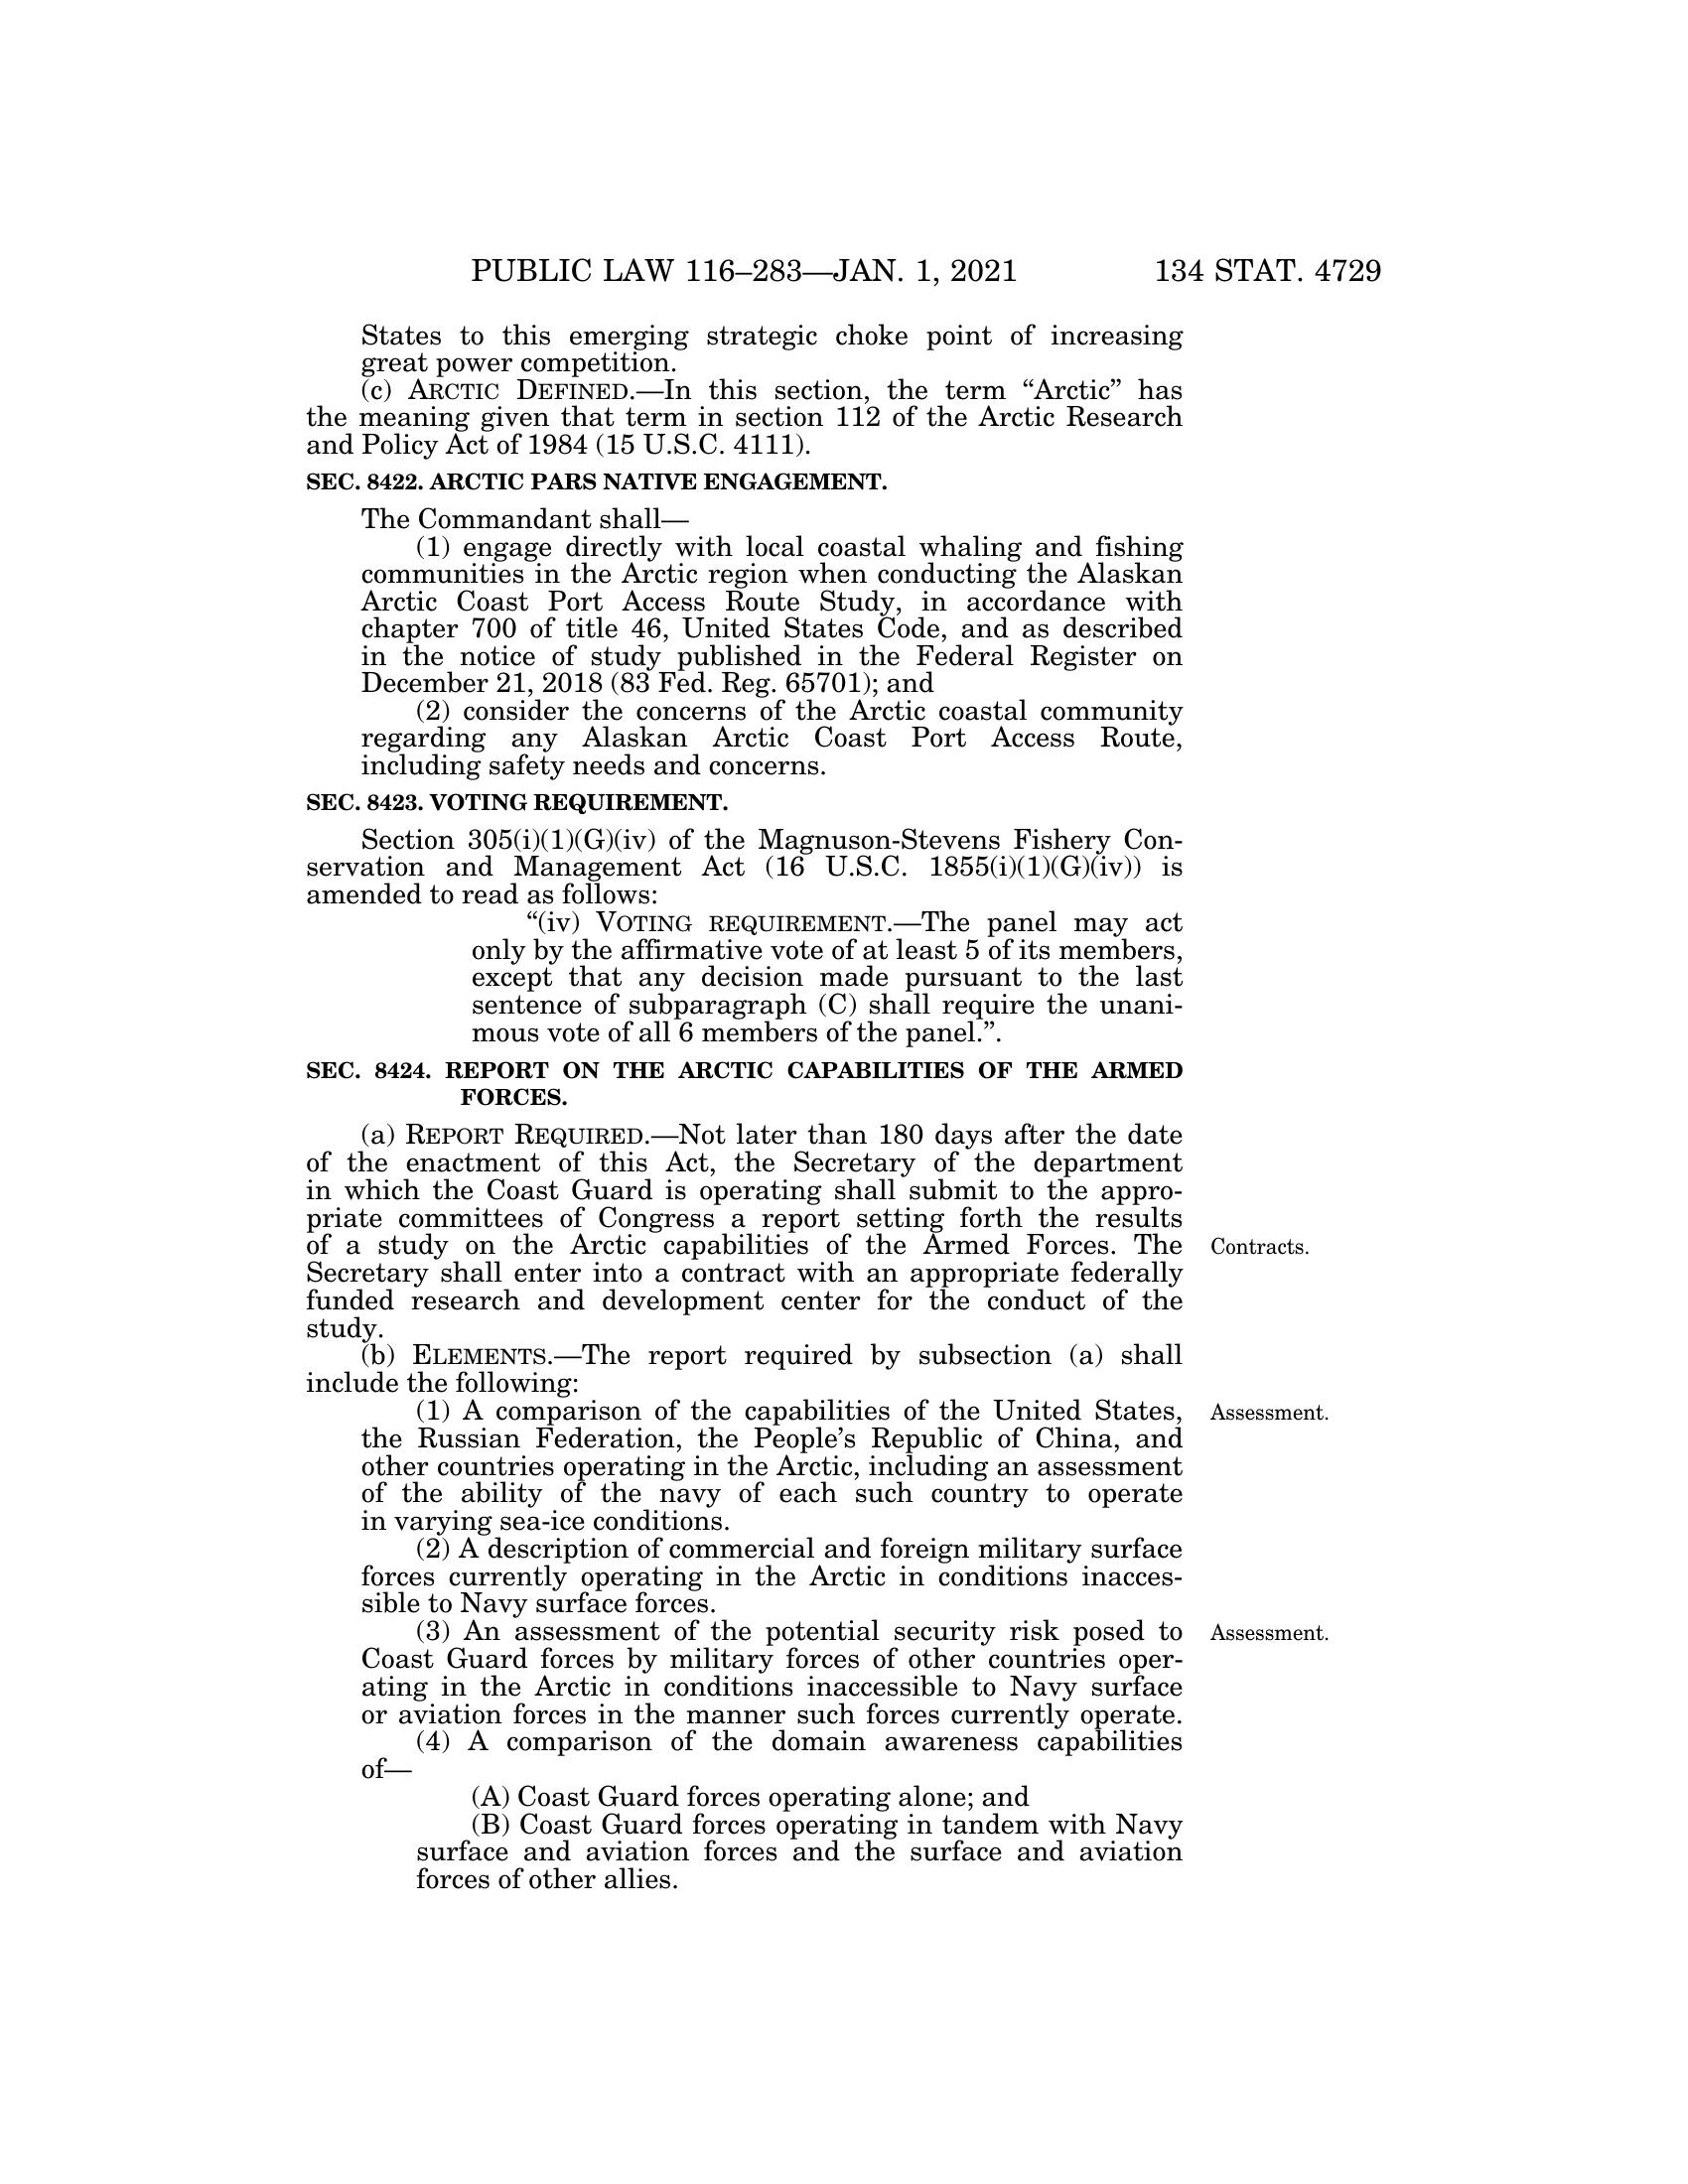 PUBLIC LAW 116–283—JAN. 1, 2021 134 STAT. 4729
States to this emerging strategic choke point of increasing
great power competition.
(c) ARCTIC DEFINED.—In this section, the term “Arctic” has
the meaning given that term in section 112 of the Arctic Research
and Policy Act of 1984 (15 U.S.C. 4111).
SEC. 8422. ARCTIC PARS NATIVE ENGAGEMENT.
The Commandant shall—
(1) engage directly with local coastal whaling and fishing
communities in the Arctic region when conducting the Alaskan
Arctic Coast Port Access Route Study, in accordance with
chapter 700 of title 46, United States Code, and as described
in the notice of study published in the Federal Register on
December 21, 2018 (83 Fed. Reg. 65701); and
(2) consider the concerns of the Arctic coastal community
regarding any Alaskan Arctic Coast Port Access Route,
including safety needs and concerns.
SEC. 8423. VOTING REQUIREMENT.
Section 305(i)(1)(G)(iv) of the Magnuson-Stevens Fishery Con-
servation and Management Act (16 U.S.C. 1855(i)(1)(G)(iv)) is
amended to read as follows:
“(iv) VOTING REQUIREMENT.—The panel may act
only by the affirmative vote of at least 5 of its members,
except that any decision made pursuant to the last
sentence of subparagraph (C) shall require the unani-
mous vote of all 6 members of the panel.”.
SEC. 8424. REPORT ON THE ARCTIC CAPABILITIES OF THE ARMED
FORCES.
(a) REPORT REQUIRED.—Not later than 180 days after the date
of the enactment of this Act, the Secretary of the department
in which the Coast Guard is operating shall submit to the appro-
priate committees of Congress a report setting forth the results
of a study on the Arctic capabilities of the Armed Forces. The
Secretary shall enter into a contract with an appropriate federally
funded research and development center for the conduct of the
study.
Contracts.
(b) ELEMENTS.—The report required by subsection (a) shall
include the following:
(1) A comparison of the capabilities of the United States,
the Russian Federation, the People’s Republic of China, and
other countries operating in the Arctic, including an assessment
of the ability of the navy of each such country to operate
in varying sea-ice conditions.
Assessment.
(2) A description of commercial and foreign military surface
forces currently operating in the Arctic in conditions inacces-
sible to Navy surface forces.
(3) An assessment of the potential security risk posed to
Coast Guard forces by military forces of other countries oper-
ating in the Arctic in conditions inaccessible to Navy surface
or aviation forces in the manner such forces currently operate.
Assessment.
(4) A comparison of the domain awareness capabilities
of—
(A) Coast Guard forces operating alone; and
(B) Coast Guard forces operating in tandem with Navy
surface and aviation forces and the surface and aviation
forces of other allies.